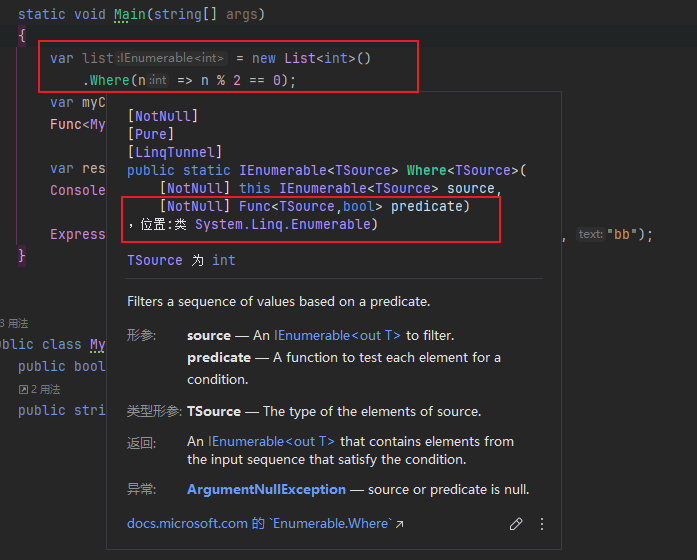 static void Main(string[] args)
{
var list:IEnumerable<int> = new List<int>()
.Where(n:int => n % 2 == 0);
var myC
Func<My
var res
Console
Express
, text:"bb");
}
[NotNull]
[Pure]
[LinqTunnel]
public static IEnumerable<TSource> Where<TSource>(
[NotNull] this IEnumerable<TSource> source,
[NotNull] Func<TSource,bool> predicate)
，位置:类 System.Linq.Enumerable)
TSource 为 int
Filters a sequence of values based on a predicate.
形参: source — An IEnumerable<out T> to filter.
predicate — A function to test each element for a
condition.
类型形参: TSource — The type of the elements of source.
返回: An IEnumerable<out T> that contains elements from
the input sequence that satisfy the condition.
异常: ArgumentNullException — source or predicate is null.
docs.microsoft.com 的 `Enumerable.Where`↗
3 用法
ublic class My
public bool
2 用法
public stri